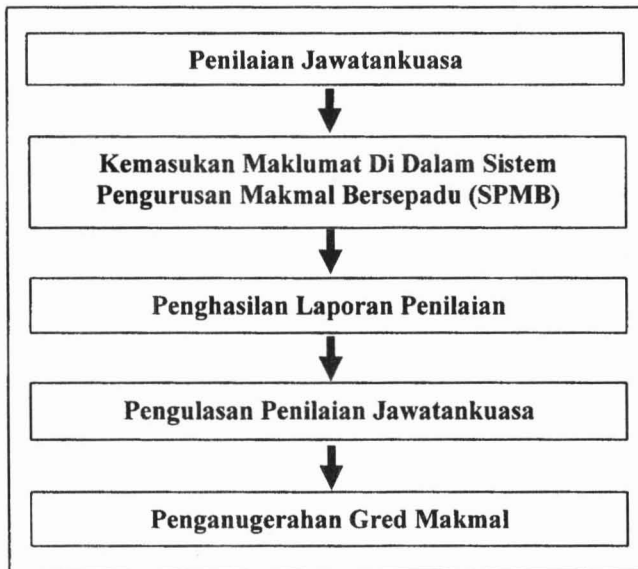 Penilaian Jawatankuasa
Kemasukan Maklumat Di Dalam Sistem
Pengurusan Makmal Bersepadu (SPMB)
Penghasilan Laporan Penilaian
Pengulasan Penilaian Jawatankuasa
Penganugerahan Gred Makmal